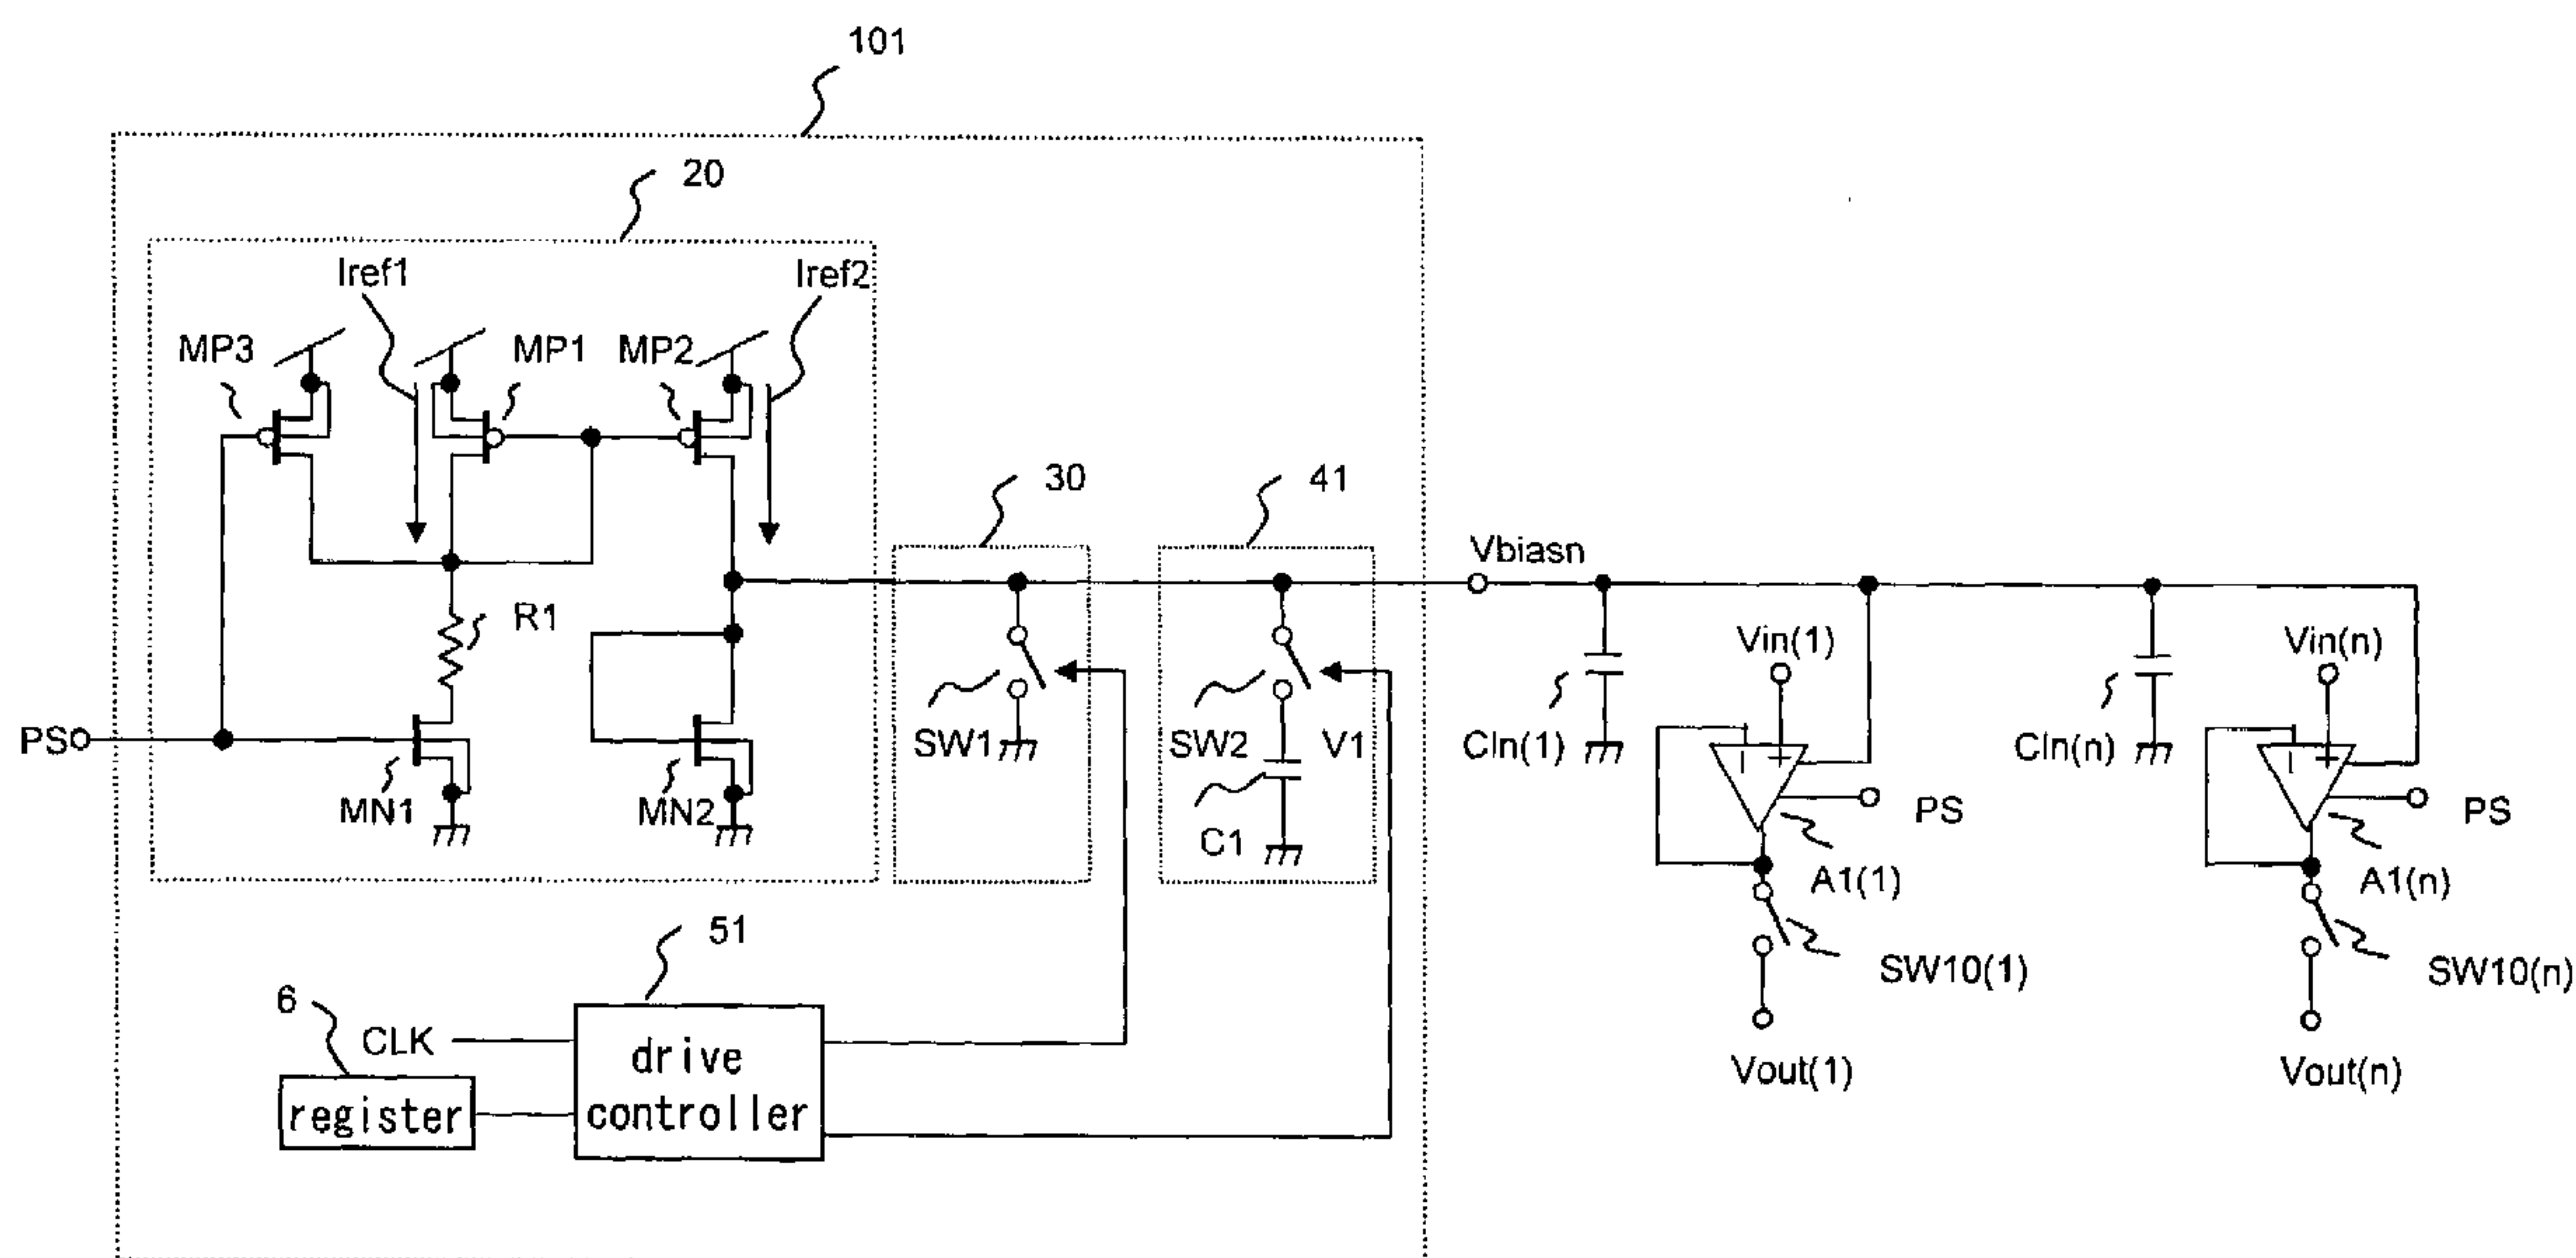 101
20
Iref1
Iref2
MP3
MP1
MP2
30
41
Vbiasn
R1
Vin(1)
Vin(n)
PS
SW1
SW2
V1
CIn(1)
CIn(n)
MN1
MN2
C1
PS
PS
A1(1)
A1(n)
51
SW10(1)
SW10(n)
6
CLK
drive
controller
register
Vout(1)
Vout(n)